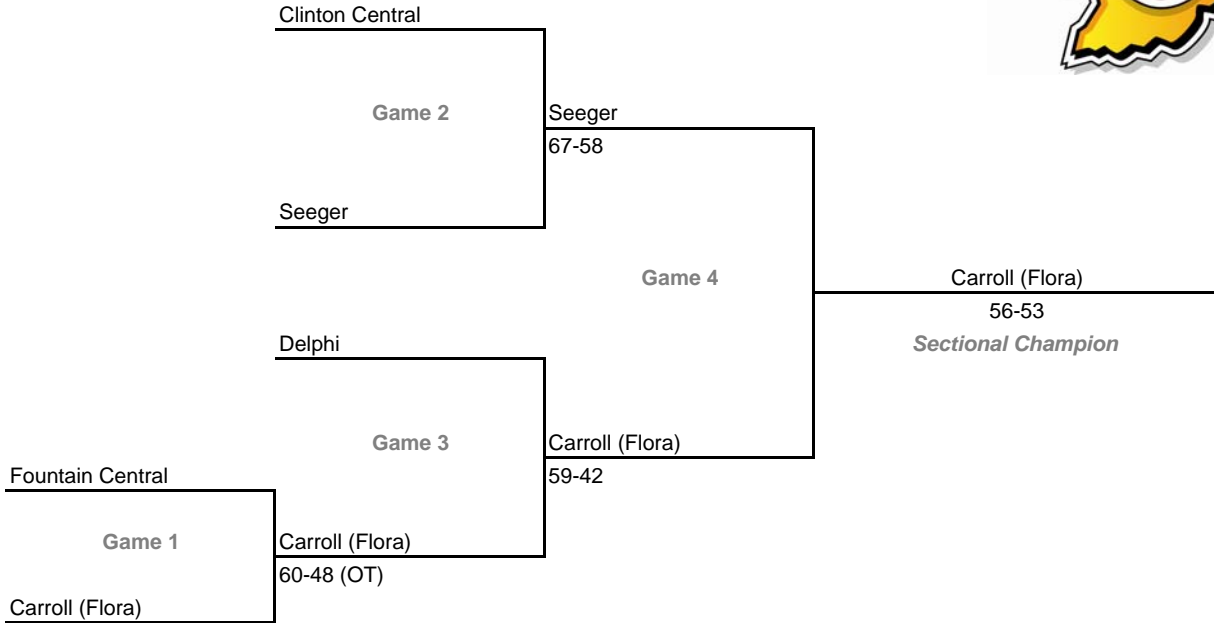 Clinton Central
Game 2
Seeger
67-58
Seeger
Game 4
Carroll (Flora)
56-53
Sectional Champion
Delphi
Game 3
Carroll (Flora)
59-42
Fountain Central
Game 1
Carroll (Flora)
60-48 (OT)
Carroll (Flora)